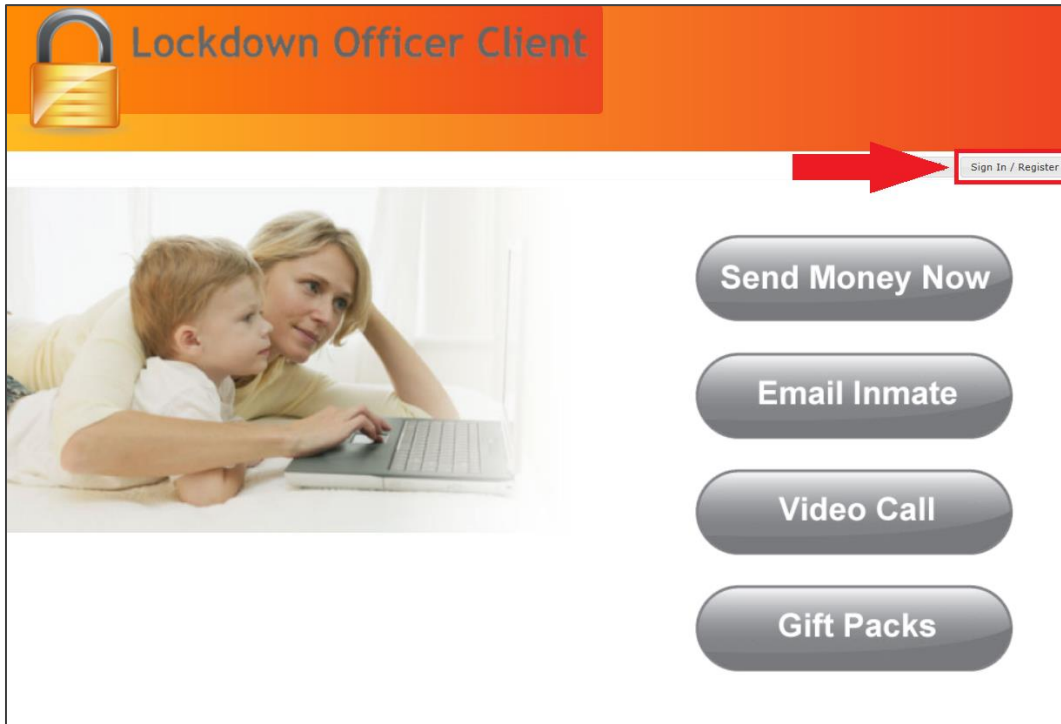 Lockdown Officer Client
Sign In / Register
Send Money Now
Email Inmate
Video Call
Gift Packs